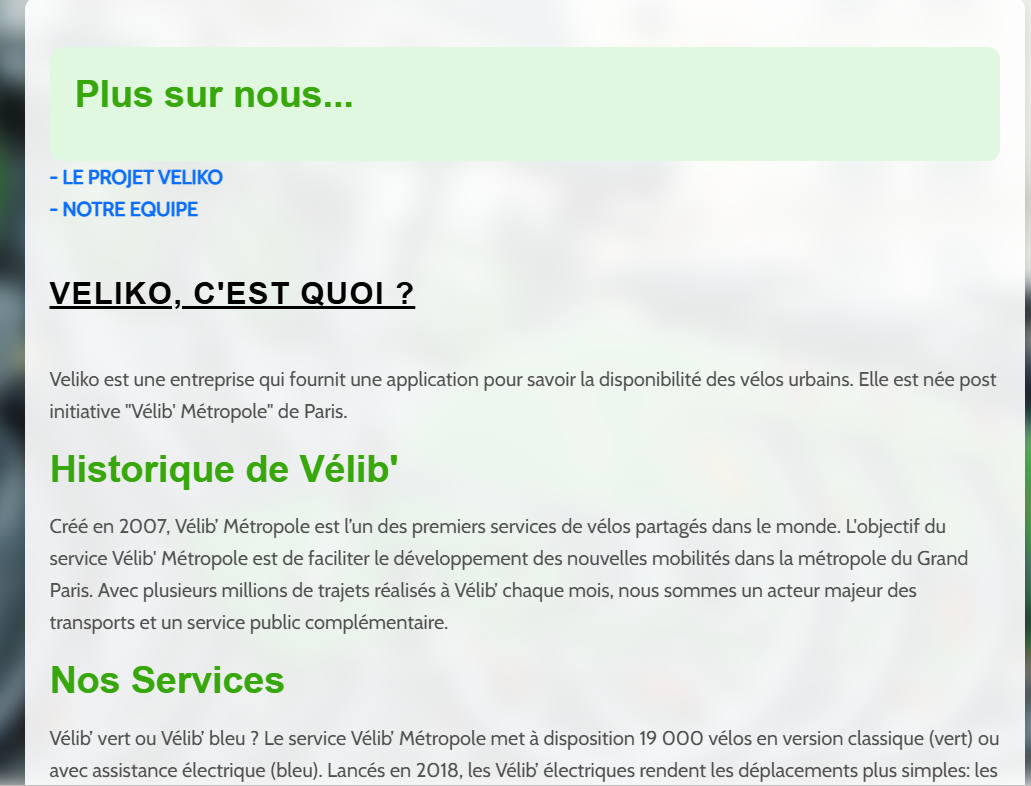 Plus sur nous...
- LE PROJET VELIKO
- NOTRE EQUIPE
VELIKO, C'EST QUOI ?
Veliko est une entreprise qui fournit une application pour savoir la disponibilité des vélos urbains. Elle est née post
initiative "Vélib' Métropole" de Paris.
Historique de Vélib'
Créé en 2007, Vélib’ Métropole est l’un des premiers services de vélos partagés dans le monde. L'objectif du
service Vélib' Métropole est de faciliter le développement des nouvelles mobilités dans la métropole du Grand
Paris. Avec plusieurs millions de trajets réalisés à Vélib’ chaque mois, nous sommes un acteur majeur des
transports et un service public complémentaire.
Nos Services
Vélib’ vert ou Vélib’ bleu ? Le service Vélib’ Métropole met à disposition 19 000 vélos en version classique (vert) ou
avec assistance électrique (bleu). Lancés en 2018, les Vélib’ électriques rendent les déplacements plus simples: les